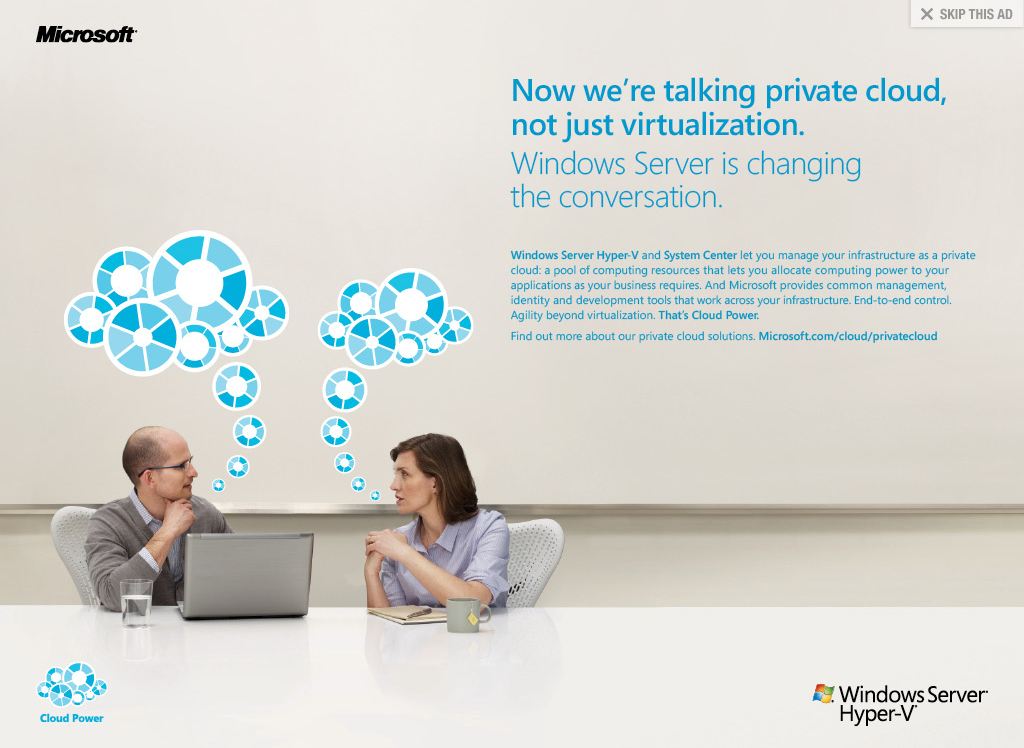 SKIP THIS AD
Microsoft
Now we're talking private cloud,
not just virtualization.
Windows Server is changing
the conversation.
Windows Server Hyper-V and System Center let you manage your infrastructure as a private
cloud: a pool of computing resources that lets you allocate computing power to your
applications as your business requires. And Microsoft provides common management,
identity and development tools that work across your infrastructure. End-to-end control.
Agility beyond virtualization. That's Cloud Power.
Find out more about our private cloud solutions. Microsoft.com/cloud/privatecloud
Cloud Power
Windows Server
Hyper-V